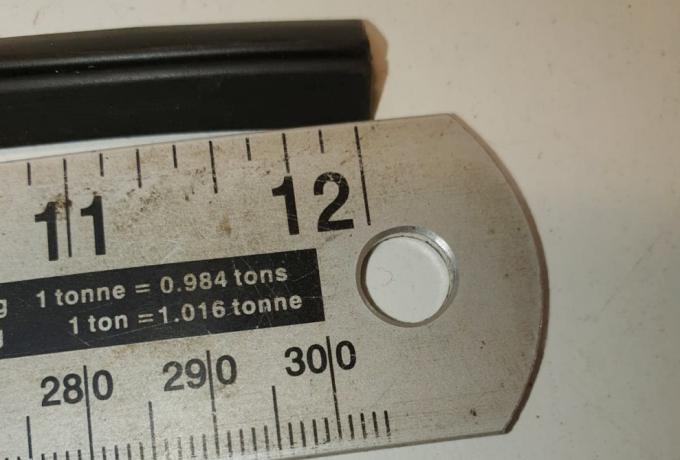 11 12
g 1 tonne = 0.984 tons
1 ton =1.016 tonne
280 290 300